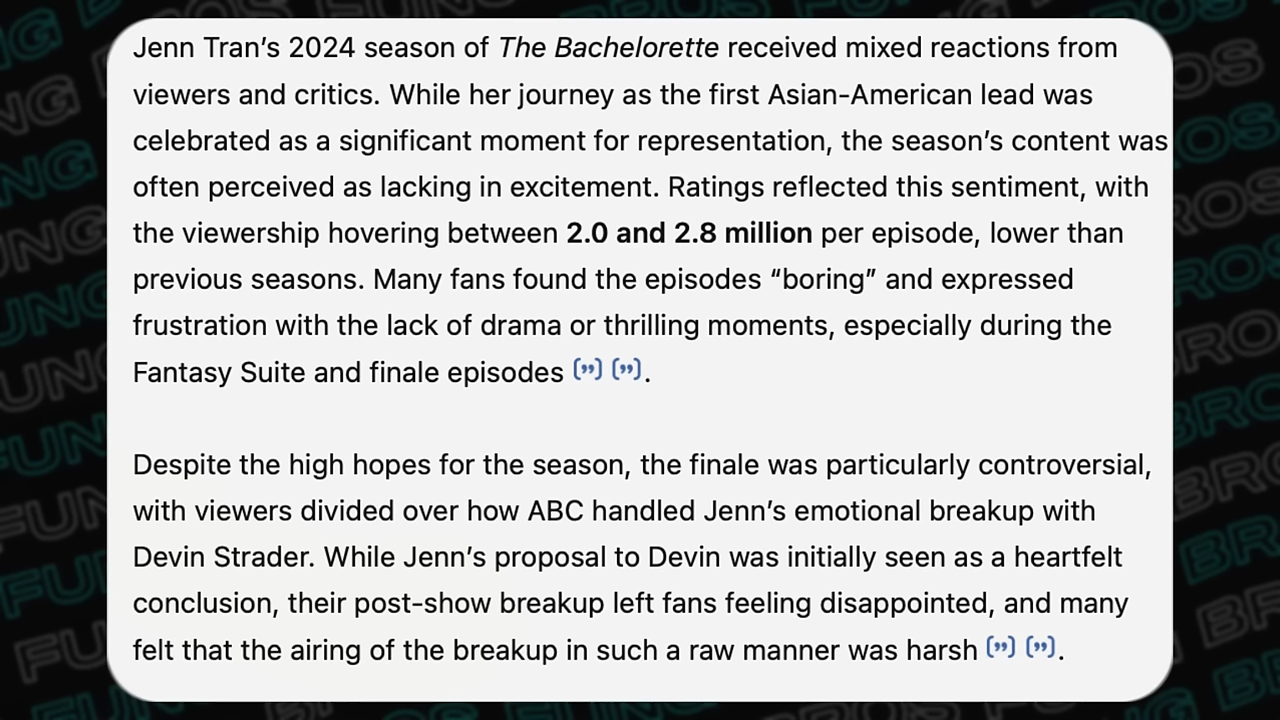 Jenn Tran’s 2024 season of The Bachelorette received mixed reactions from
viewers and critics. While her journey as the first Asian-American lead was
celebrated as a significant moment for representation, the season’s content was
often perceived as lacking in excitement. Ratings reflected this sentiment, with
the viewership hovering between 2.0 and 2.8 million per episode, lower than
previous seasons. Many fans found the episodes “boring” and expressed
frustration with the lack of drama or thrilling moments, especially during the
Fantasy Suite and finale episodes [”] [”].
Despite the high hopes for the season, the finale was particularly controversial,
with viewers divided over how ABC handled Jenn’s emotional breakup with
Devin Strader. While Jenn’s proposal to Devin was initially seen as a heartfelt
conclusion, their post-show breakup left fans feeling disappointed, and many
felt that the airing of the breakup in such a raw manner was harsh [”] [”].